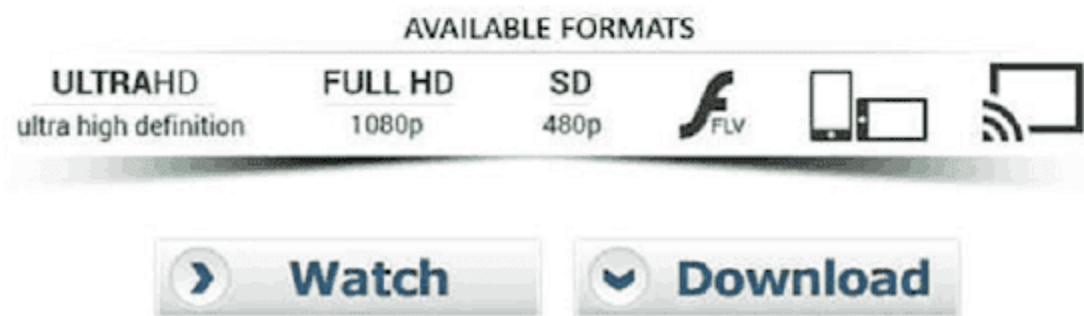 AVAILABLE FORMATS
ULTRAHD FULL HD SD
ultra high definition 1080p 480p FLV
Watch Download